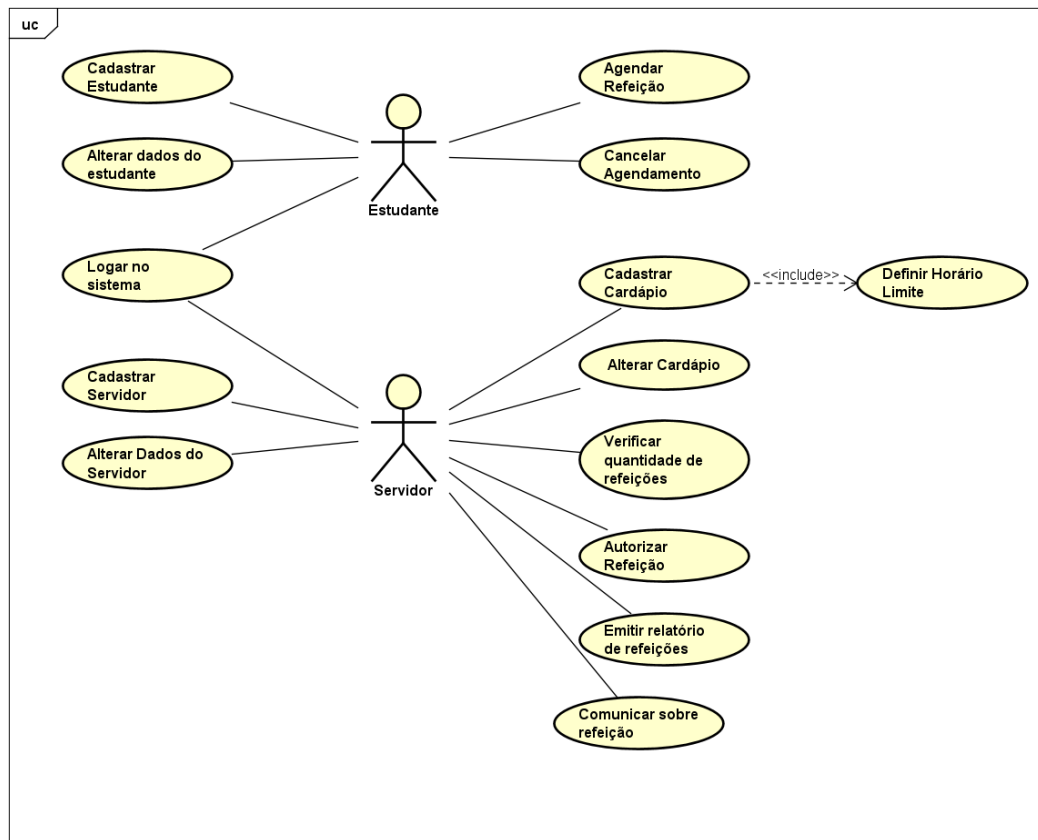 uc
Cadastrar
Estudante
Agendar
Refeição
Alterar dados do
estudante
Cancelar
Agendamento
Estudante
Logar no
sistema
Cadastrar
Cardápio
<<include>>
Definir Horário
Limite
Alterar Cardápio
Cadastrar
Servidor
Alterar Dados do
Servidor
Verificar
quantidade de
refeições
Servidor
Autorizar
Refeição
Emitir relatório
de refeições
Comunicar sobre
refeição